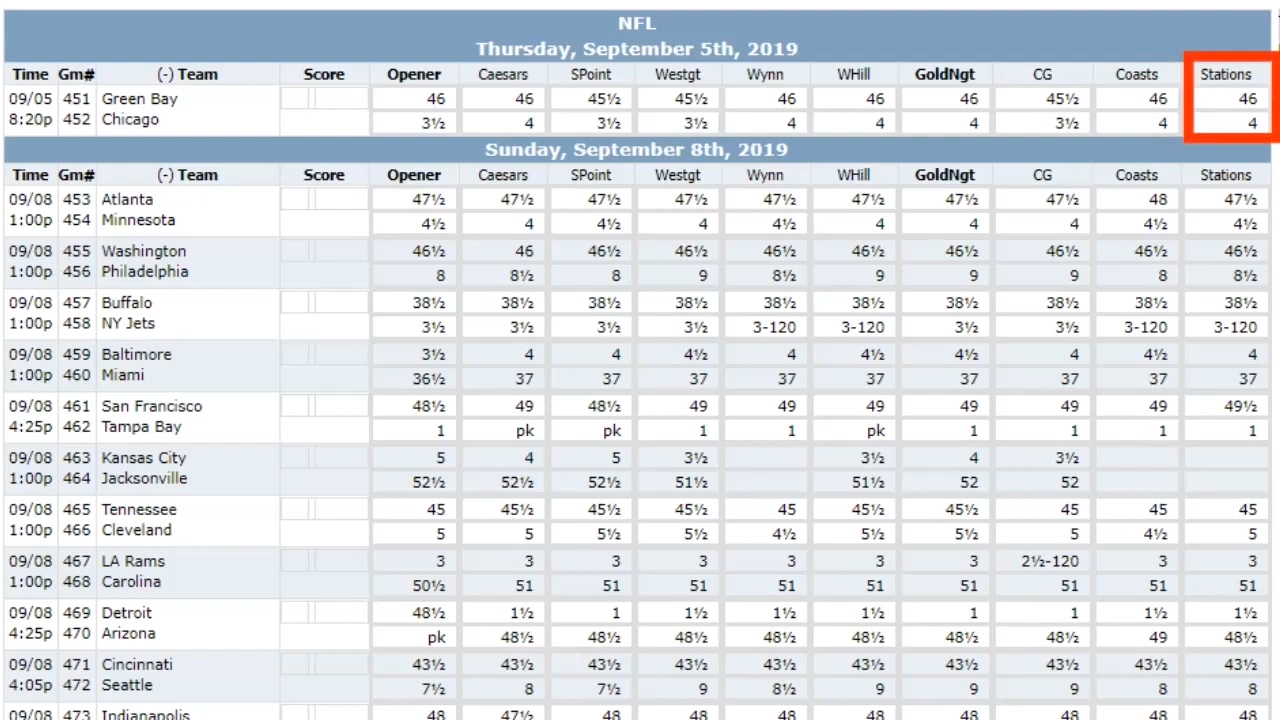 NFL
Thursday, September 5th, 2019
Time Gm# (-) Team Score Opener Caesars SPoint Westgt Wynn WHill GoldNgt CG Coasts Stations
09/05 451 Green Bay 46 46 45½ 45½ 46 46 46 45½ 46 46
8:20p 452 Chicago 3½ 4 3½ 3½ 4 4 4 3½ 4 4
Sunday, September 8th, 2019
Time Gm# (-) Team Score Opener Caesars SPoint Westgt Wynn WHill GoldNgt CG Coasts Stations
09/08 453 Atlanta 47½ 47½ 47½ 47½ 47½ 47½ 47½ 47½ 48 47½
1:00p 454 Minnesota 4½ 4 4½ 4 4 4 4 4 4½ 4½
09/08 455 Washington 46½ 46 46½ 46½ 46½ 46½ 46½ 46½ 46½ 46½
1:00p 456 Philadelphia 8 8½ 8 9 8½ 9 9 9 8 8½
09/08 457 Buffalo 38½ 38½ 38½ 38½ 38½ 38½ 38½ 38½ 38½ 38½
1:00p 458 NY Jets 3½ 3½ 3½ 3½ 3-120 3-120 3½ 3½ 3-120 3-120
09/08 459 Baltimore 3½ 4 4 4½ 4 4½ 4½ 4 4½ 4
1:00p 460 Miami 36½ 37 37 37 37 37 37 37 37 37
09/08 461 San Francisco 48½ 49 48½ 49 49 49 49 49 49 49½
4:25p 462 Tampa Bay 1 pk pk 1 1 pk 1 1 1 1
09/08 463 Kansas City 5 4 5 3½ 3½ 4 3½
1:00p 464 Jacksonville 52½ 52½ 52½ 51½ 51½ 52 52
09/08 465 Tennessee 45 45½ 45½ 45½ 45 45½ 45½ 45 45 45
1:00p 466 Cleveland 5 5 5½ 5½ 4½ 5½ 5½ 5 4½ 5
09/08 467 LA Rams 3 3 3 3 3 3 3 2½-120 3 3
1:00p 468 Carolina 50½ 51 51 51 51 51 51 51 51 51
09/08 469 Detroit 48½ 1½ 1 1½ 1½ 1½ 1 1 1½ 1½
4:25p 470 Arizona pk 48½ 48½ 48½ 48½ 48½ 48½ 48½ 49 48½
09/08 471 Cincinnati 43½ 43½ 43½ 43½ 43½ 43½ 43½ 43½ 43½ 43½
4:05p 472 Seattle 7½ 8 7½ 9 8½ 9 9 9 8 8
09/08 473 Indianapolis 48 47½ 48 48 48 48 48 48 48 48